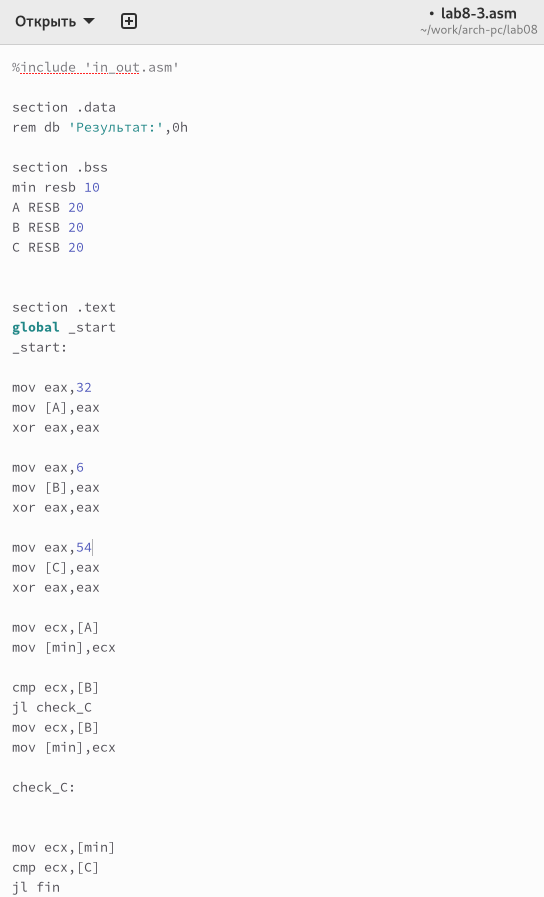 Открыть
• lab8-3.asm
~/work/arch-pc/lab08
%include 'in_out.asm'
section .data
rem db 'Результат:',0h
section .bss
min resb 10
A RESB 20
B RESB 20
C RESB 20
section .text
global _start
_start:
mov eax,32
mov [A],eax
xor eax,eax
mov eax,6
mov [B],eax
xor eax,eax
mov eax,54
mov [C],eax
xor eax,eax
mov ecx,[A]
mov [min],ecx
cmp ecx,[B]
jl check_C
mov ecx,[B]
mov [min],ecx
check_C:
mov ecx,[min]
cmp ecx,[C]
jl fin